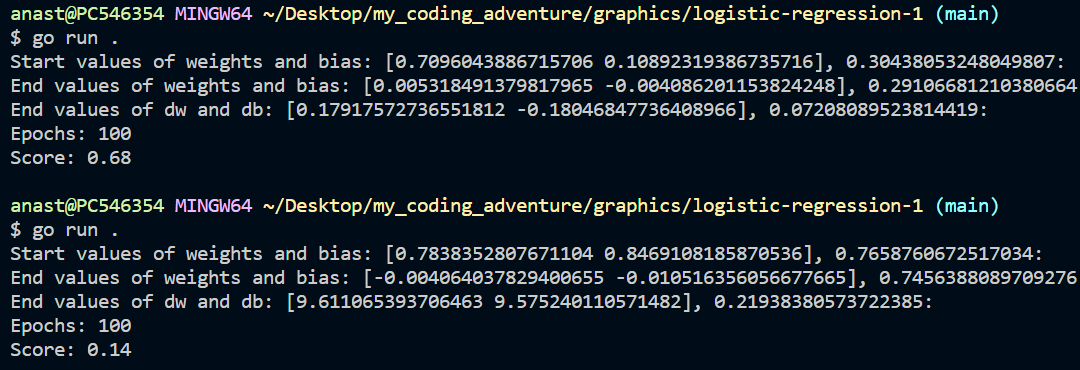 anast@PC546354 MINGW64 ~/Desktop/my_coding_adventure/graphics/logistic-regression-1 (main)
$ go run .
Start values of weights and bias: [0.7096043886715706 0.10892319386735716], 0.30438053248049807:
End values of weights and bias: [0.005318491379817965 -0.004086201153824248], 0.29106681210380664
End values of dw and db: [0.17917572736551812 -0.18046847736408966], 0.07208089523814419:
Epochs: 100
Score: 0.68
anast@PC546354 MINGW64 ~/Desktop/my_coding_adventure/graphics/logistic-regression-1 (main)
$ go run .
Start values of weights and bias: [0.7838352807671104 0.8469108185870536], 0.7658760672517034:
End values of weights and bias: [-0.004064037829400655 -0.010516356056677665], 0.7456388089709276
End values of dw and db: [9.611065393706463 9.575240110571482], 0.21938380573722385:
Epochs: 100
Score: 0.14